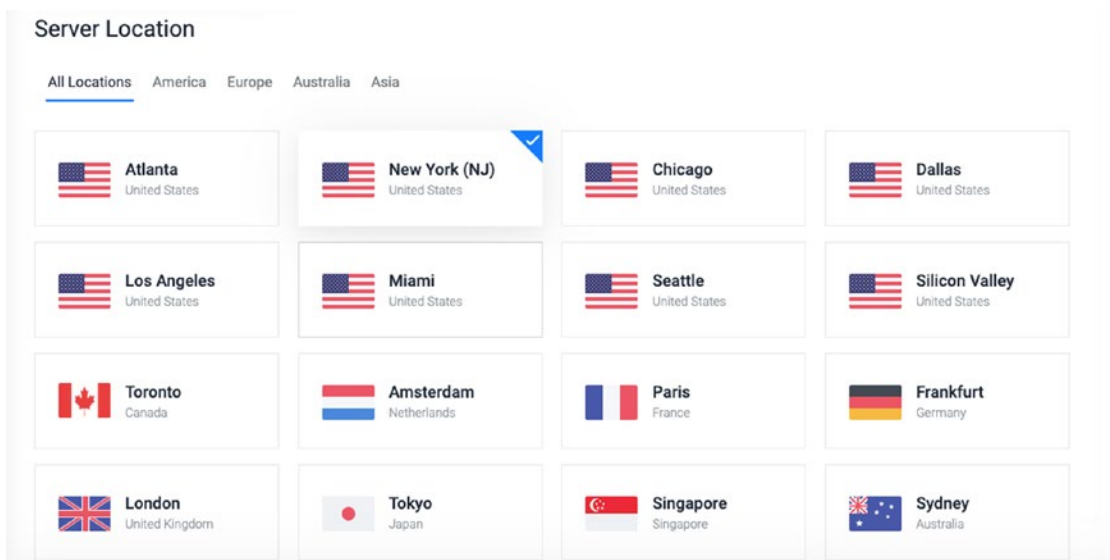 Server Location
All Locations America Europe Australia Asia
Atlanta
United States
New York (NJ)
United States
Chicago
United States
Dallas
United States
Los Angeles
United States
Miami
United States
Seattle
United States
Silicon Valley
United States
Toronto
Canada
Amsterdam
Netherlands
Paris
France
Frankfurt
Germany
London
United Kingdom
Tokyo
Japan
Singapore
Singapore
Sydney
Australia